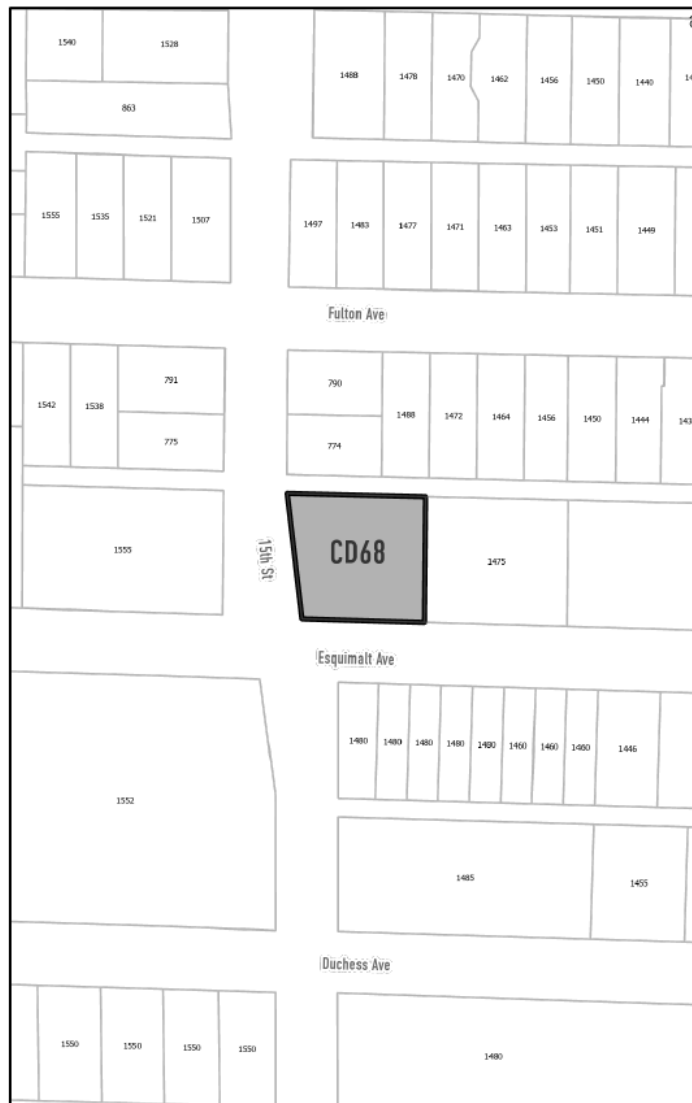 1540 1528
863
1488 1478 1470 1462 1456 1450 1440
1555 1535 1521 1507 1497 1483 1477 1471 1463 1453 1451 1449
Fulton Ave
1542 1538 791 790 1488 1472 1464 1456 1450 1444
775 774
1555 15th St CD68 1475
Esquimalt Ave
1480 1480 1480 1480 1480 1460 1460 1460 1446
1552
1485 1455
Duchess Ave
1550 1550 1550 1550 1480